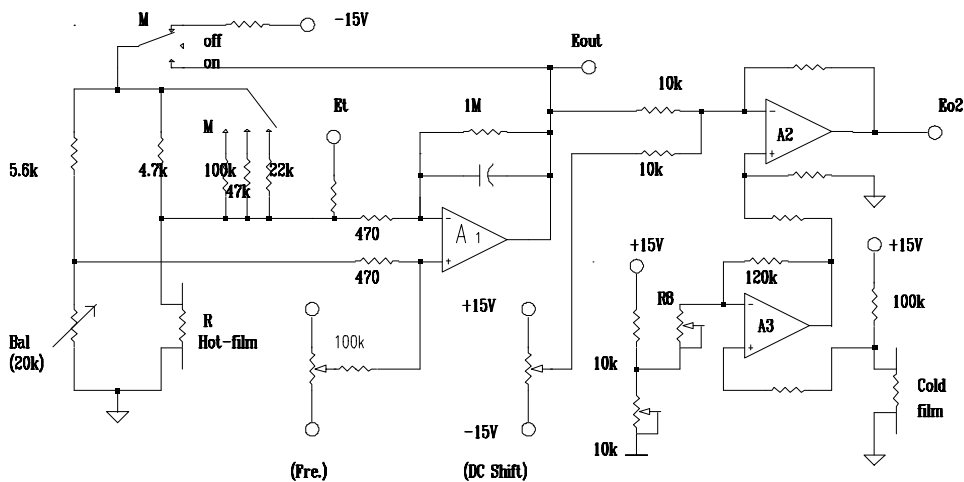 M
-15V
off
on
Eout
Et
1M
10k
Eo2
A2
M
5.6k
4.7k
100k
22k
47k
10k
470
A 1
+15V
+15V
470
120k
R8
100k
Bal
(20k)
R
Hot-film
+15V
A3
100k
10k
Cold
film
-15V
-15V
10k
(Fre.)
(DC Shift)
- + - + - +